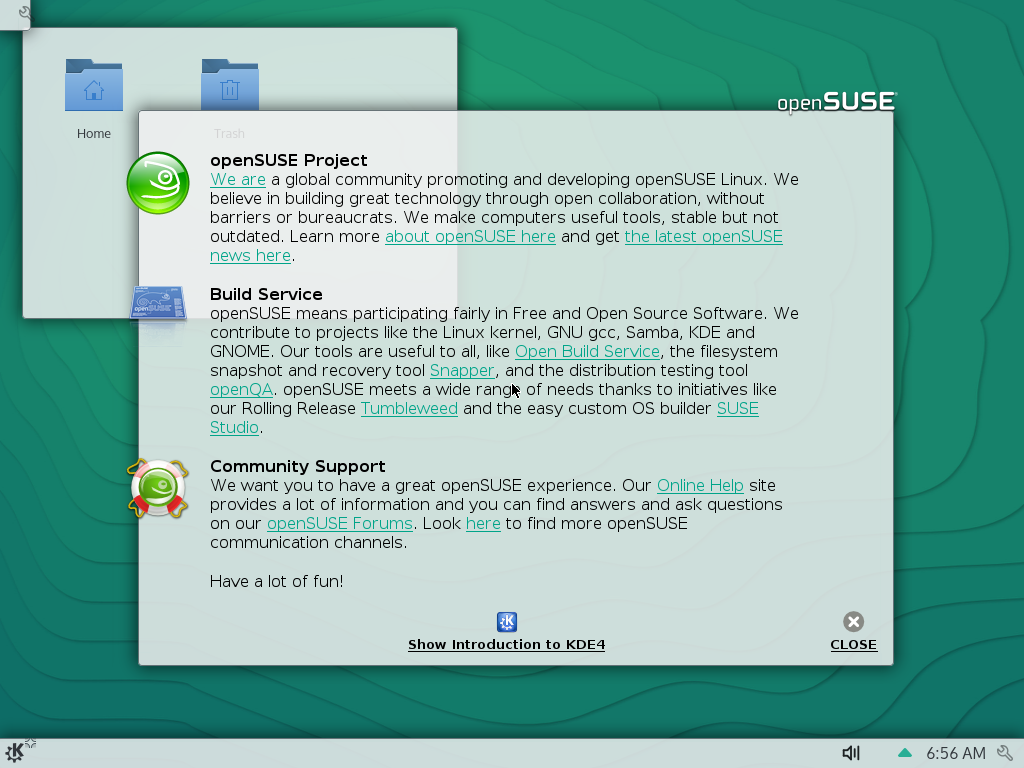 openSUSE
Home
Trash
openSUSE Project
We are a global community promoting and developing openSUSE Linux. We
believe in building great technology through open collaboration, without
barriers or bureaucrats. We make computers useful tools, stable but not
outdated. Learn more about openSUSE here and get the latest openSUSE
news here.
Build Service
openSUSE means participating fairly in Free and Open Source Software. We
contribute to projects like the Linux kernel, GNU gcc, Samba, KDE and
GNOME. Our tools are useful to all, like Open Build Service, the filesystem
snapshot and recovery tool Snapper, and the distribution testing tool
openQA. openSUSE meets a wide range of needs thanks to initiatives like
our Rolling Release Tumbleweed and the easy custom OS builder SUSE
Studio.
Community Support
We want you to have a great openSUSE experience. Our Online Help site
provides a lot of information and you can find answers and ask questions
on our openSUSE Forums. Look here to find more openSUSE
communication channels.
Have a lot of fun!
Show Introduction to KDE4
CLOSE
6:56 AM